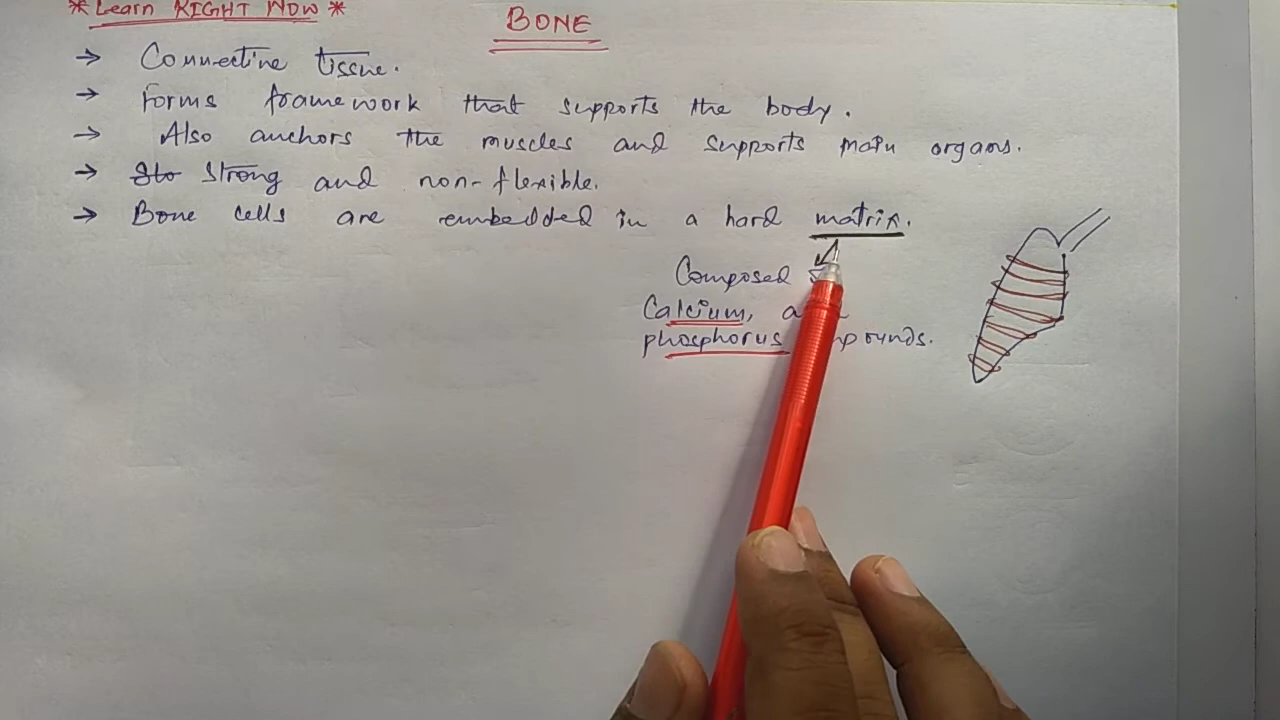 *Learn RIGHT NOW*
BONE
→ Connective tissue.
→ Forms framework that supports the body.
→ Also anchors the muscles and supports main organs.
→ Sto Strong and non-flexible.
→ Bone cells are embedded in a hard matrix.
Composed
Calcium,
phosphorus